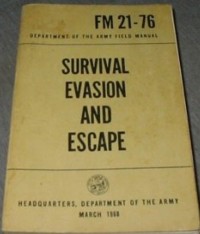 FM 21-76
DEPARTMENT OF THE ARMY FIELD MANUAL
SURVIVAL
EVASION
AND
ESCAPE
HEADQUARTERS, DEPARTMENT OF THE ARMY
MARCH 1968